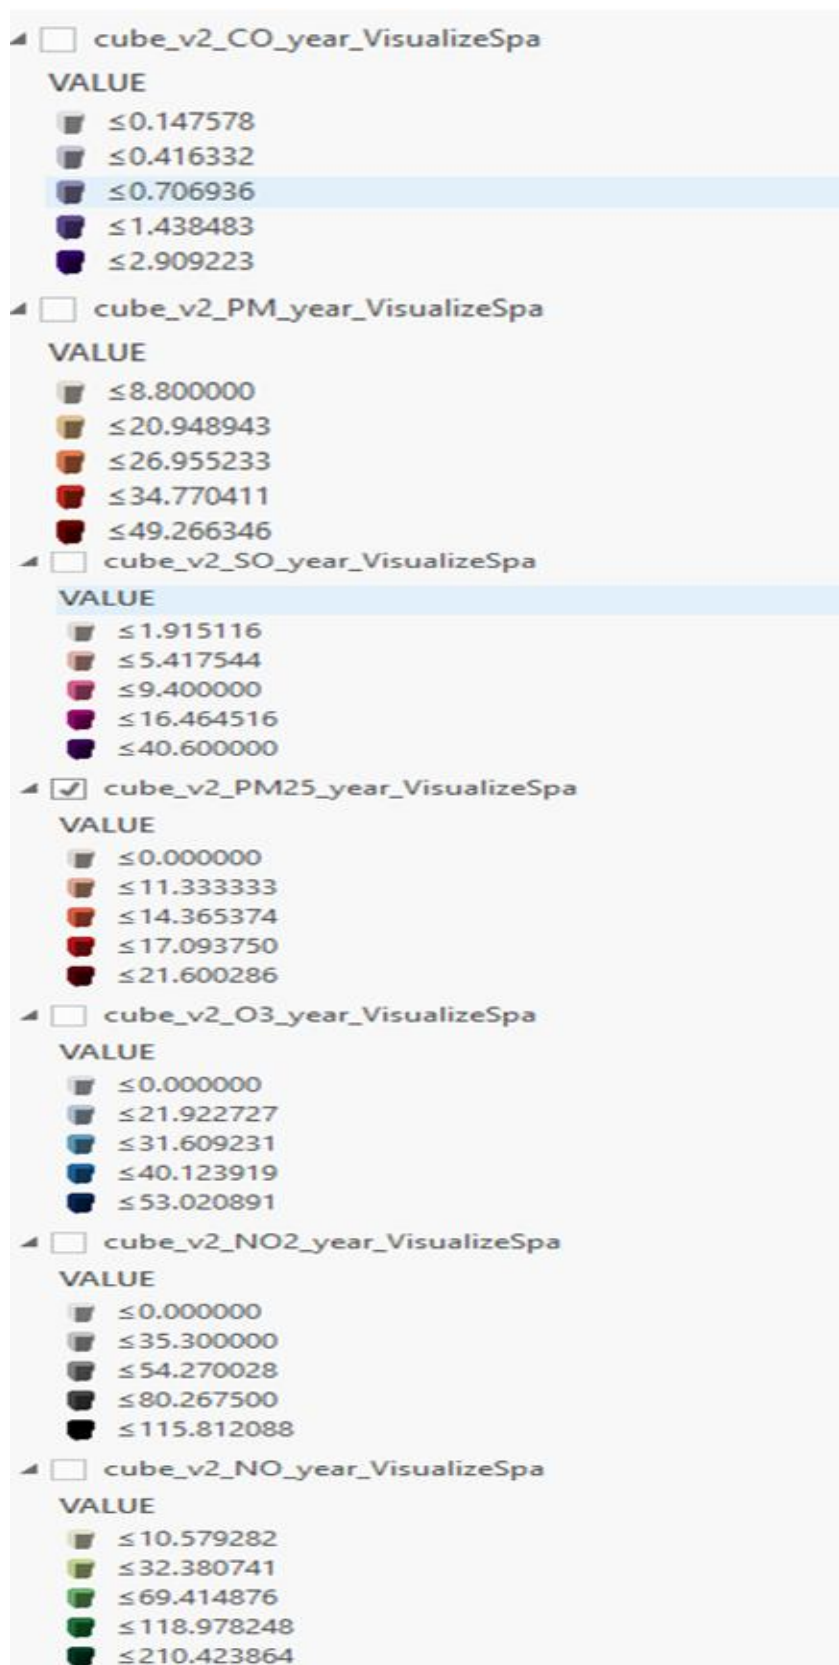 cube_v2_CO_year_VisualizeSpa
VALUE
≤0.147578
≤0.416332
≤0.706936
≤1.438483
≤2.909223
cube_v2_PM_year_VisualizeSpa
VALUE
≤8.800000
≤20.948943
≤26.955233
≤34.770411
≤49.266346
cube_v2_SO_year_VisualizeSpa
VALUE
≤1.915116
≤5.417544
≤9.400000
≤16.464516
≤40.600000
cube_v2_PM25_year_VisualizeSpa
VALUE
≤0.000000
≤11.333333
≤14.365374
≤17.093750
≤21.600286
cube_v2_O3_year_VisualizeSpa
VALUE
≤0.000000
≤21.922727
≤31.609231
≤40.123919
≤53.020891
cube_v2_NO2_year_VisualizeSpa
VALUE
≤0.000000
≤35.300000
≤54.270028
≤80.267500
≤115.812088
cube_v2_NO_year_VisualizeSpa
VALUE
≤10.579282
≤32.380741
≤69.414876
≤118.978248
≤210.423864